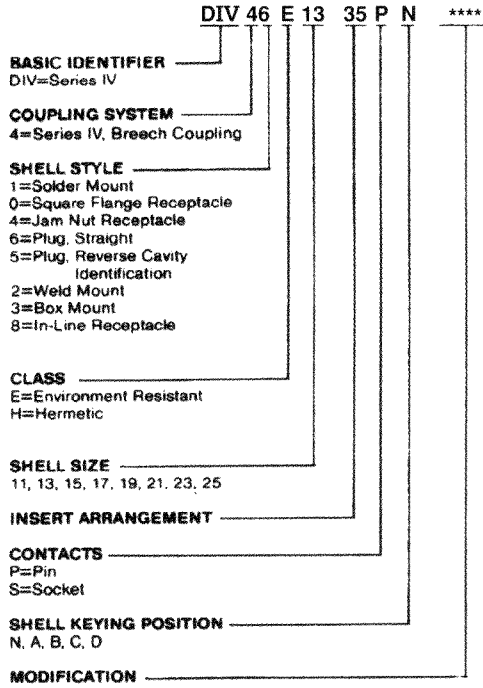 DIV 46 E 13 35 P N ****
BASIC IDENTIFIER
DIV=Series IV
COUPLING SYSTEM
4=Series IV, Breech Coupling
SHELL STYLE
1=Solder Mount
0=Square Flange Receptacle
4=Jam Nut Receptacle
6=Plug, Straight
5=Plug, Reverse Cavity
Identification
2=Weld Mount
3=Box Mount
8=In-Line Receptacle
CLASS
E=Environment Resistant
H=Hermetic
SHELL SIZE
11, 13, 15, 17, 19, 21, 23, 25
INSERT ARRANGEMENT
CONTACTS
P=Pin
S=Socket
SHELL KEYING POSITION
N, A, B, C, D
MODIFICATION